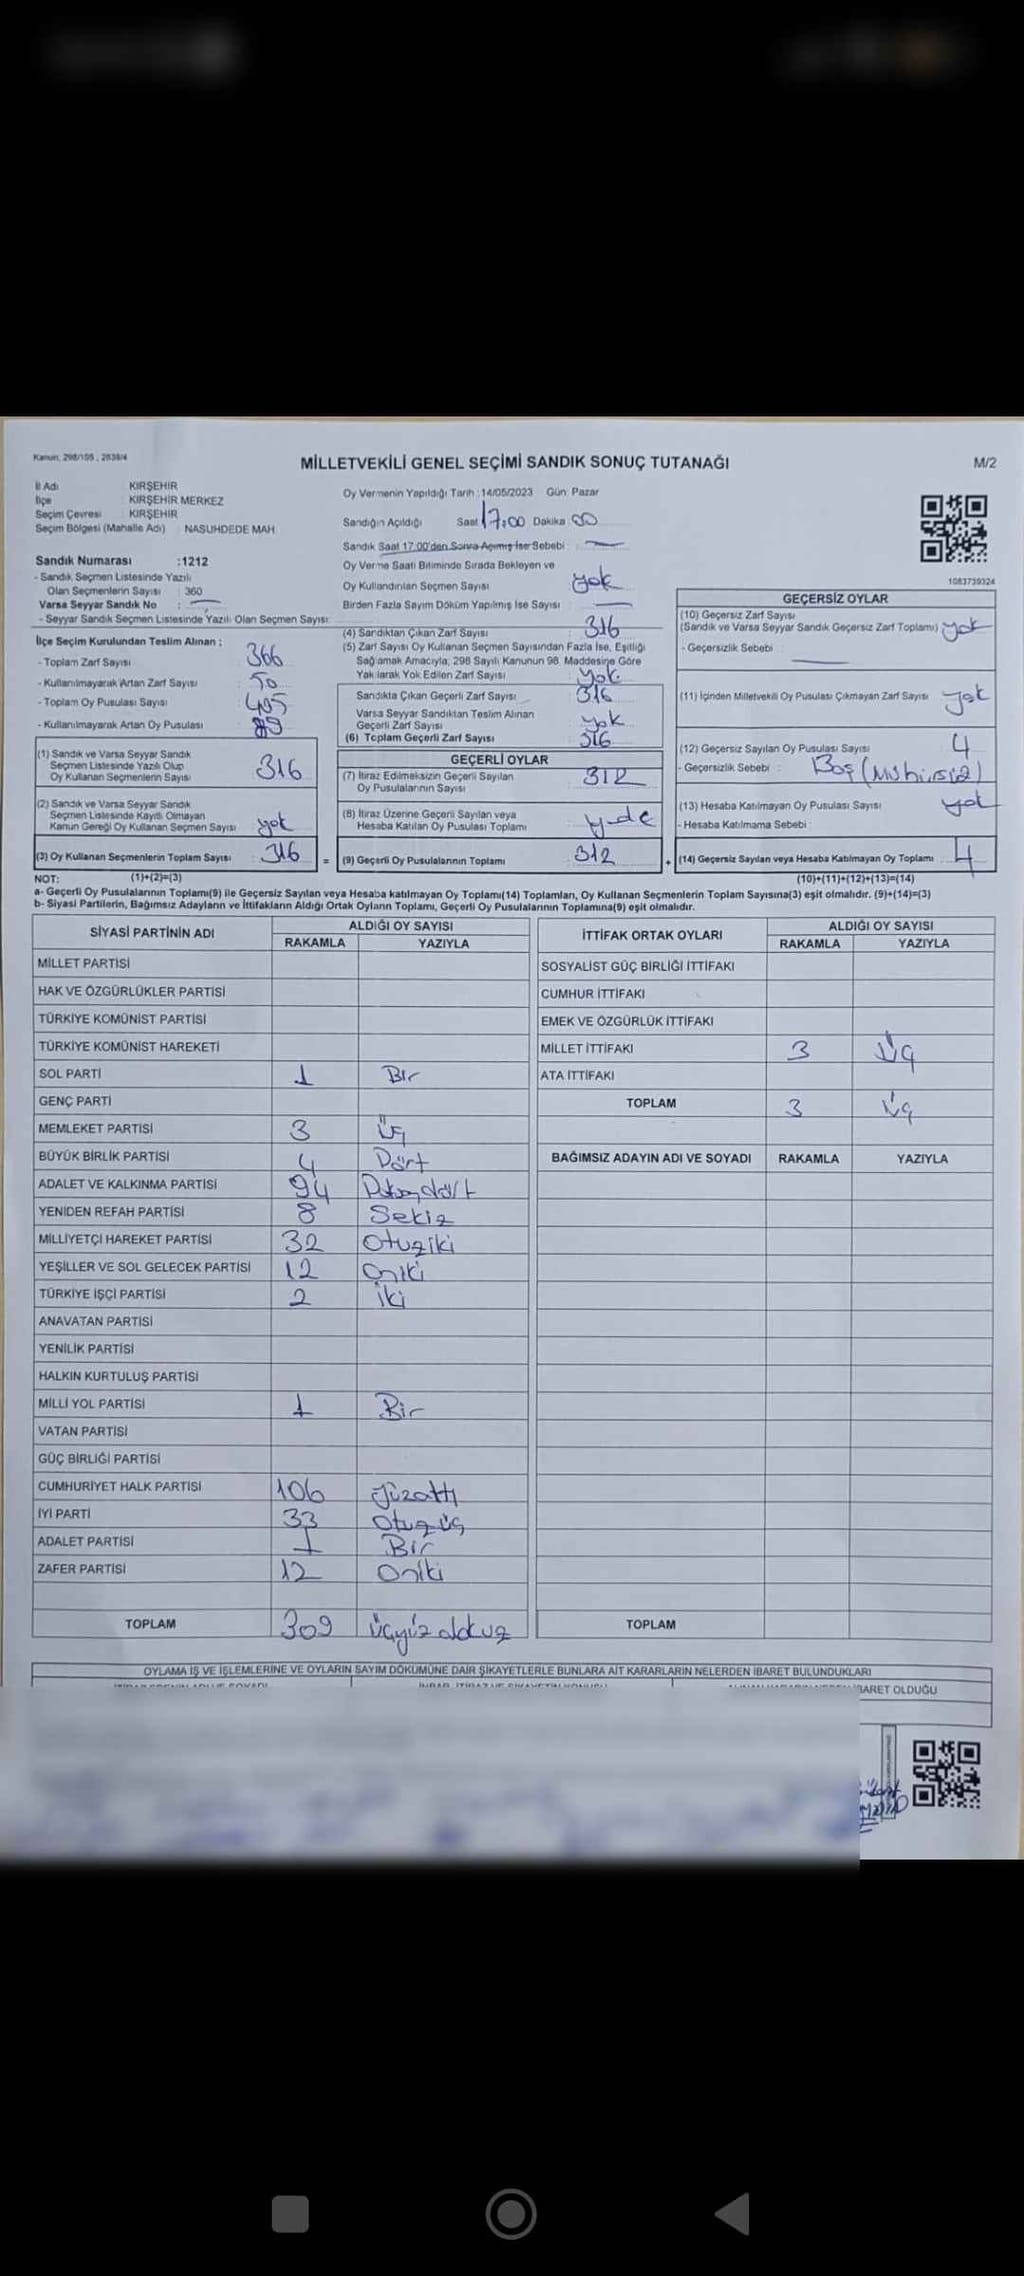 Kanun: 298/105 ; 2839/4
MİLLETVEKİLİ GENEL SEÇİMİ SANDIK SONUÇ TUTANAĞI
M/2
İl Adı KIRŞEHİR
İlçe KIRŞEHİR MERKEZ
Seçim Çevresi : KIRŞEHİR
Seçim Bölgesi (Mahalle Adı) NASUHDEDE MAH.
Sandık Numarası :1212
- Sandık Seçmen Listesinde Yazılı
Olan Seçmenlerin Sayısı : 360
Varsa Seyyar Sandık No :
- Seyyar Sandık Seçmen Listesinde Yazılı Olan Seçmen Sayısı:
Oy Vermenin Yapıldığı Tarih : 14/05/2023 Gün: Pazar
Sandığın Açıldığı Saat 17:00 Dakika 00
Sandık Saat 17:00'den Sonra Açılmış İse Sebebi :
Oy Verme Saati Bitiminde Sırada Bekleyen ve
Oy Kullandırılan Seçmen Sayısı yok
Birden Fazla Sayım Döküm Yapılmış İse Sayısı
1083739324
İlçe Seçim Kurulundan Teslim Alınan ;
- Toplam Zarf Sayısı 366
- Kullanılmayarak Artan Zarf Sayısı 50
- Toplam Oy Pusulası Sayısı 405
- Kullanılmayarak Artan Oy Pusulası 89
(1) Sandık ve Varsa Seyyar Sandık
Seçmen Listesinde Yazılı Olup
Oy Kullanan Seçmenlerin Sayısı 316
(2) Sandık ve Varsa Seyyar Sandık
Seçmen Listesinde Kayıtlı Olmayan
Kanun Gereği Oy Kullanan Seçmen Sayısı yok
(3) Oy Kullanan Seçmenlerin Toplam Sayısı : 316 =
(4) Sandıktan Çıkan Zarf Sayısı : 316
(5) Zarf Sayısı Oy Kullanan Seçmen Sayısından Fazla İse, Eşitliği
Sağlamak Amacıyla; 298 Sayılı Kanunun 98. Maddesine Göre
Yakılarak Yok Edilen Zarf Sayısı : yok
Sandıkta Çıkan Geçerli Zarf Sayısı : 316
Varsa Seyyar Sandıktan Teslim Alınan
Geçerli Zarf Sayısı : yok
(6) Toplam Geçerli Zarf Sayısı : 316
GEÇERLİ OYLAR
(7) İtiraz Edilmeksizin Geçerli Sayılan
Oy Pusulalarının Sayısı : 312
(8) İtiraz Üzerine Geçerli Sayılan veya
Hesaba Katılan Oy Pusulası Toplamı
(9) Geçerli Oy Pusulalarının Toplamı : 312 +
GEÇERSİZ OYLAR
(10) Geçersiz Zarf Sayısı
(Sandık ve Varsa Seyyar Sandık Geçersiz Zarf Toplamı) yok
- Geçersizlik Sebebi :
(11) İçinden Milletvekili Oy Pusulası Çıkmayan Zarf Sayısı yok
(12) Geçersiz Sayılan Oy Pusulası Sayısı : 4
- Geçersizlik Sebebi : Boş (Mühürsüz)
(13) Hesaba Katılmayan Oy Pusulası Sayısı : yok
- Hesaba Katılmama Sebebi :
(14) Geçersiz Sayılan veya Hesaba Katılmayan Oy Toplamı 4
NOT: (1)+(2)=(3) (10)+(11)+(12)+(13)=(14)
a- Geçerli Oy Pusulalarının Toplamı(9) ile Geçersiz Sayılan veya Hesaba katılmayan Oy Toplamı(14) Toplamları, Oy Kullanan Seçmenlerin Toplam Sayısına(3) eşit olmalıdır. (9)+(14)=(3)
b- Siyasi Partilerin, Bağımsız Adayların ve İttifakların Aldığı Ortak Oyların Toplamı, Geçerli Oy Pusulalarının Toplamına(9) eşit olmalıdır.
SİYASİ PARTİNİN ADI ALDIĞI OY SAYISI
RAKAMLA YAZIYLA
MİLLET PARTİSİ
HAK VE ÖZGÜRLÜKLER PARTİSİ
TÜRKİYE KOMÜNİST PARTİSİ
TÜRKİYE KOMÜNİST HAREKETİ
SOL PARTİ 1 Bir
GENÇ PARTİ
MEMLEKET PARTİSİ 3 Üç
BÜYÜK BİRLİK PARTİSİ 4 Dört
ADALET VE KALKINMA PARTİSİ 94
YENİDEN REFAH PARTİSİ 8 Sekiz
MİLLİYETÇİ HAREKET PARTİSİ 32 Otuziki
YEŞİLLER VE SOL GELECEK PARTİSİ 12 Oniki
TÜRKİYE İŞÇİ PARTİSİ 2 İki
ANAVATAN PARTİSİ
YENİLİK PARTİSİ
HALKIN KURTULUŞ PARTİSİ
MİLLİ YOL PARTİSİ 1 Bir
VATAN PARTİSİ
GÜÇ BİRLİĞİ PARTİSİ
CUMHURİYET HALK PARTİSİ 106 Yüzaltı
İYİ PARTİ 33 Otuzüç
ADALET PARTİSİ 1 Bir
ZAFER PARTİSİ 12 Oniki
TOPLAM 309 Üçyüz dokuz
İTTİFAK ORTAK OYLARI ALDIĞI OY SAYISI
RAKAMLA YAZIYLA
SOSYALİST GÜÇ BİRLİĞİ İTTİFAKI
CUMHUR İTTİFAKI
EMEK VE ÖZGÜRLÜK İTTİFAKI
MİLLET İTTİFAKI 3 Üç
ATA İTTİFAKI
TOPLAM 3 Üç
BAĞIMSIZ ADAYIN ADI VE SOYADI RAKAMLA YAZIYLA
TOPLAM
OYLAMA İŞ VE İŞLEMLERİNE VE OYLARIN SAYIM DÖKÜMÜNE DAİR ŞİKAYETLERLE BUNLARA AİT KARARLARIN NELERDEN İBARET BULUNDUKLARI
İBARET OLDUĞU